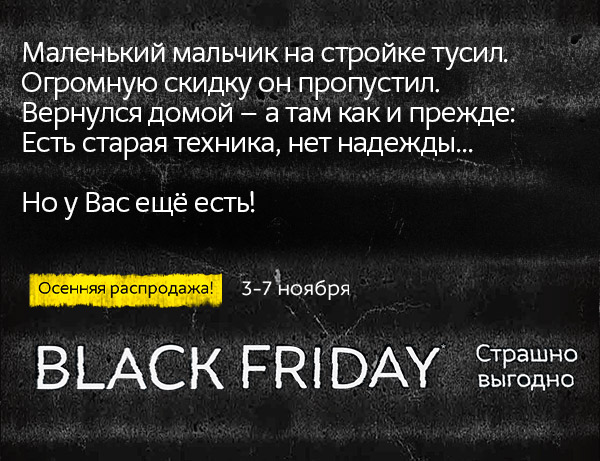 Маленький мальчик на стройке тусил.
Огромную скидку он пропустил.
Вернулся домой – а там как и прежде:
Есть старая техника, нет надежды...
Но у Вас ещё есть!
Осенняя распродажа! 3-7 ноября
BLACK FRIDAY* Страшно
выгодно